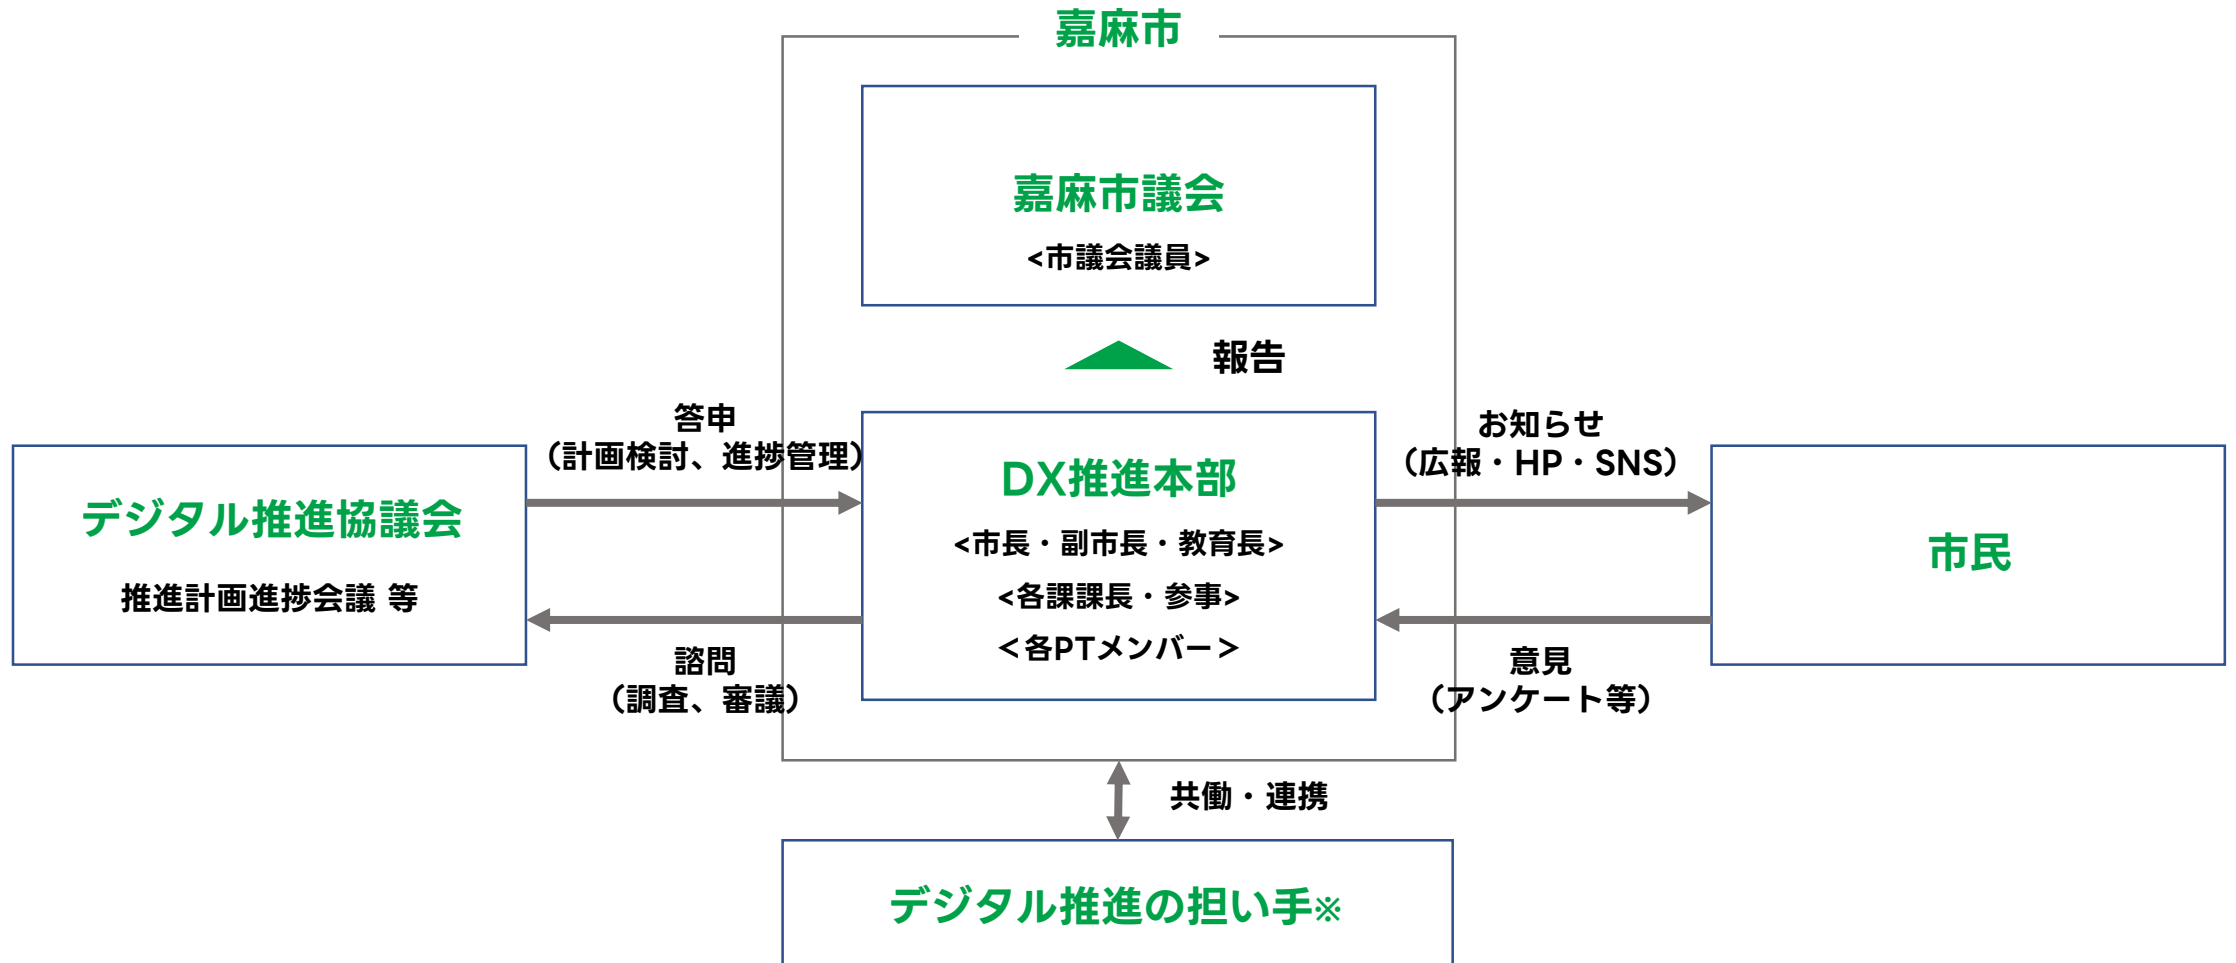 嘉麻市
嘉麻市議会
<市議会議員>
報告
答申
（計画検討、進捗管理）
お知らせ
（広報・HP・SNS）
デジタル推進協議会
推進計画進捗会議 等
DX推進本部
<市長・副市長・教育長>
<各課課長・参事>
＜各PTメンバー＞
市民
諮問
（調査、審議）
意見
（アンケート等）
共働・連携
デジタル推進の担い手※